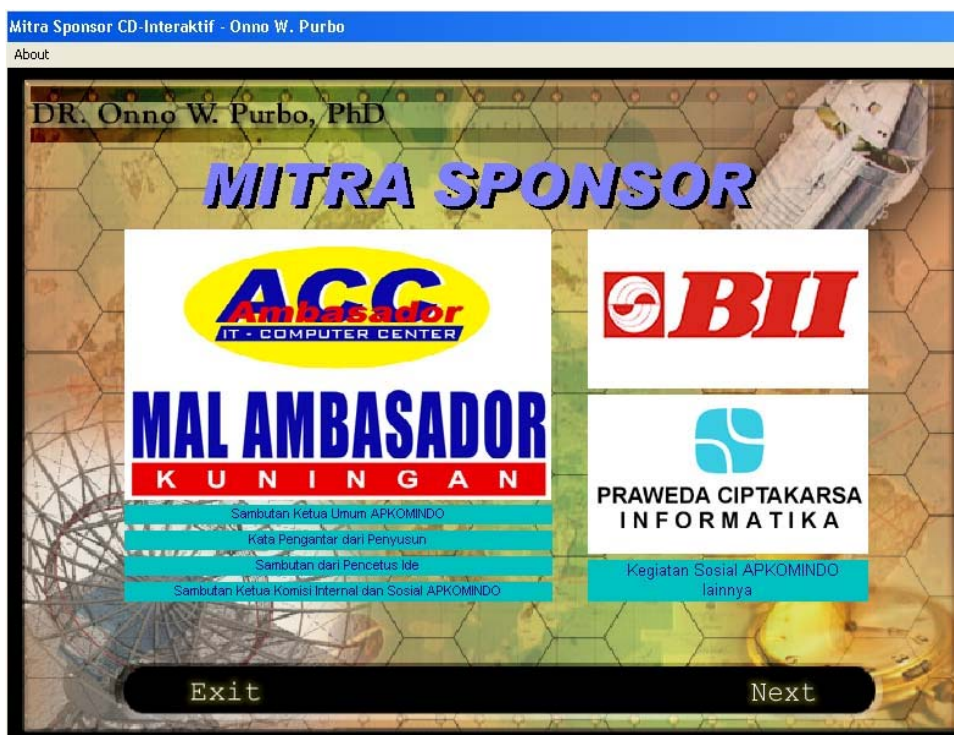 Mitra Sponsor CD-Interaktif - Onno W. Purbo
About
DR. Onno W. Purbo, PhD
MITRA SPONSOR
ACC
Ambasador
IT - COMPUTER CENTER
MAL AMBASADOR
KUNINGAN
Sambutan Ketua Umum APKOMINDO
Kata Pengantar dari Penyusun
Sambutan dari Pencetus Ide
Sambutan Ketua Komisi Internal dan Sosial APKOMINDO
BII
PRAWEDA CIPTAKARSA
INFORMATIKA
Kegiatan Sosial APKOMINDO
lainnya
Exit
Next